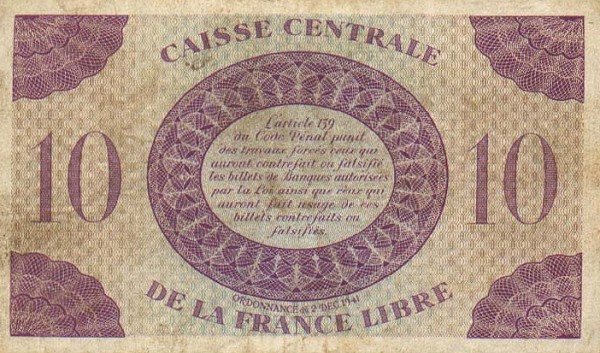 CAISSE CENTRALE
10
L'article 139
du Code Pénal punit
des travaux forcés ceux qui
auront contrefait ou falsifié
les billets de Banques autorisées
par la Loi ainsi que ceux qui
auront fait usage de ces
billets contrefaits ou
falsifiés.
10
ORDONNANCE du 2 DEC 1941
DE LA FRANCE LIBRE